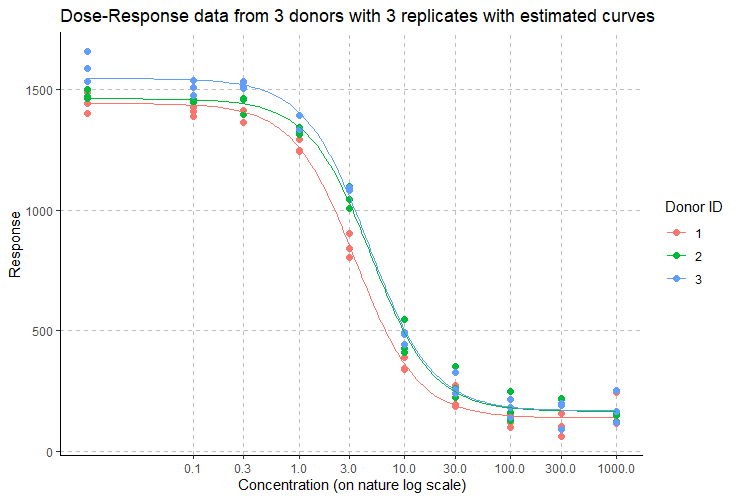 Dose-Response data from 3 donors with 3 replicates with estimated curves
1500
1000
500
0
Response
0.1 0.3 1.0 3.0 10.0 30.0 100.0 300.0 1000.0
Concentration (on nature log scale)
Donor ID
1
2
3